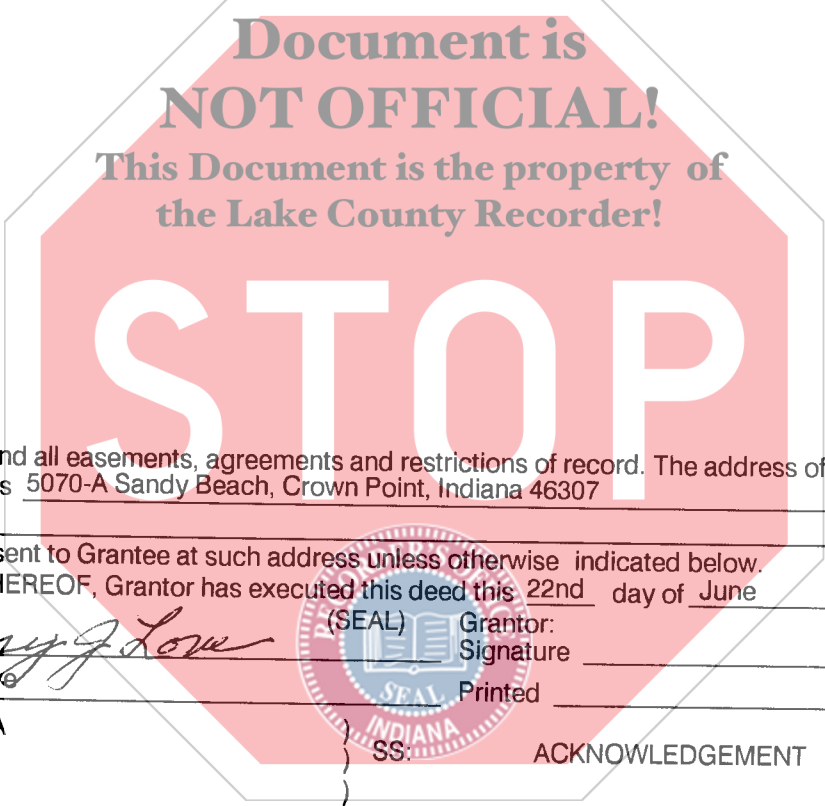 Document is
NOT OFFICIAL!
This Document is the property of
the Lake County Recorder!
STOP
nd all easements, agreements and restrictions of record. The address of
s 5070-A Sandy Beach, Crown Point, Indiana 46307
sent to Grantee at such address unless otherwise indicated below.
HEREOF, Grantor has executed this deed this 22nd day of June
(SEAL) Grantor:
y J. Love Signature
e Printed
SEAL
INDIANA
A
) SS: ACKNOWLEDGEMENT
)
)